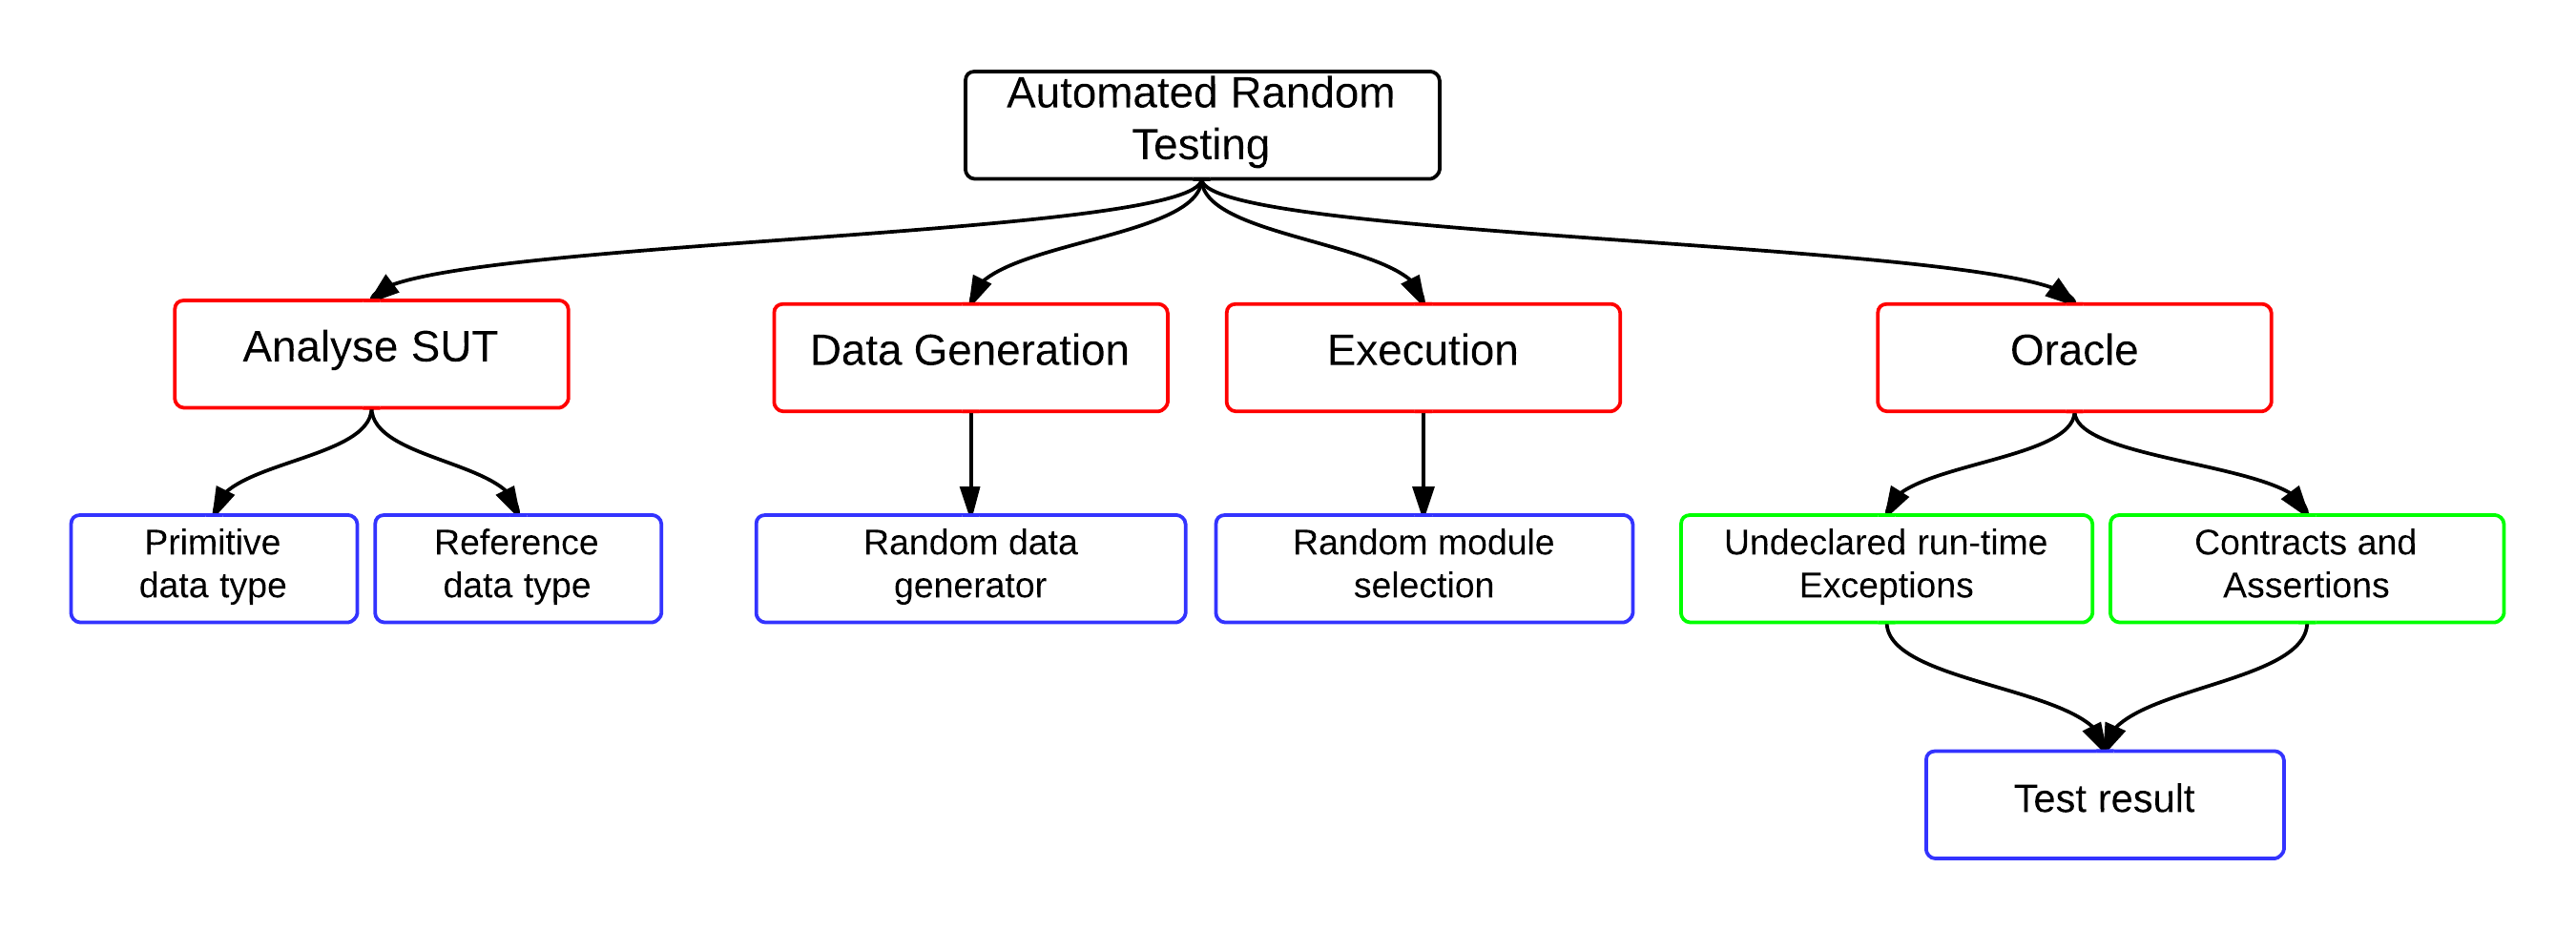 Automated Random
Testing
Analyse SUT
Data Generation
Execution
Oracle
Primitive
data type
Reference
data type
Random data
generator
Random module
selection
Undeclared run-time
Exceptions
Contracts and
Assertions
Test result